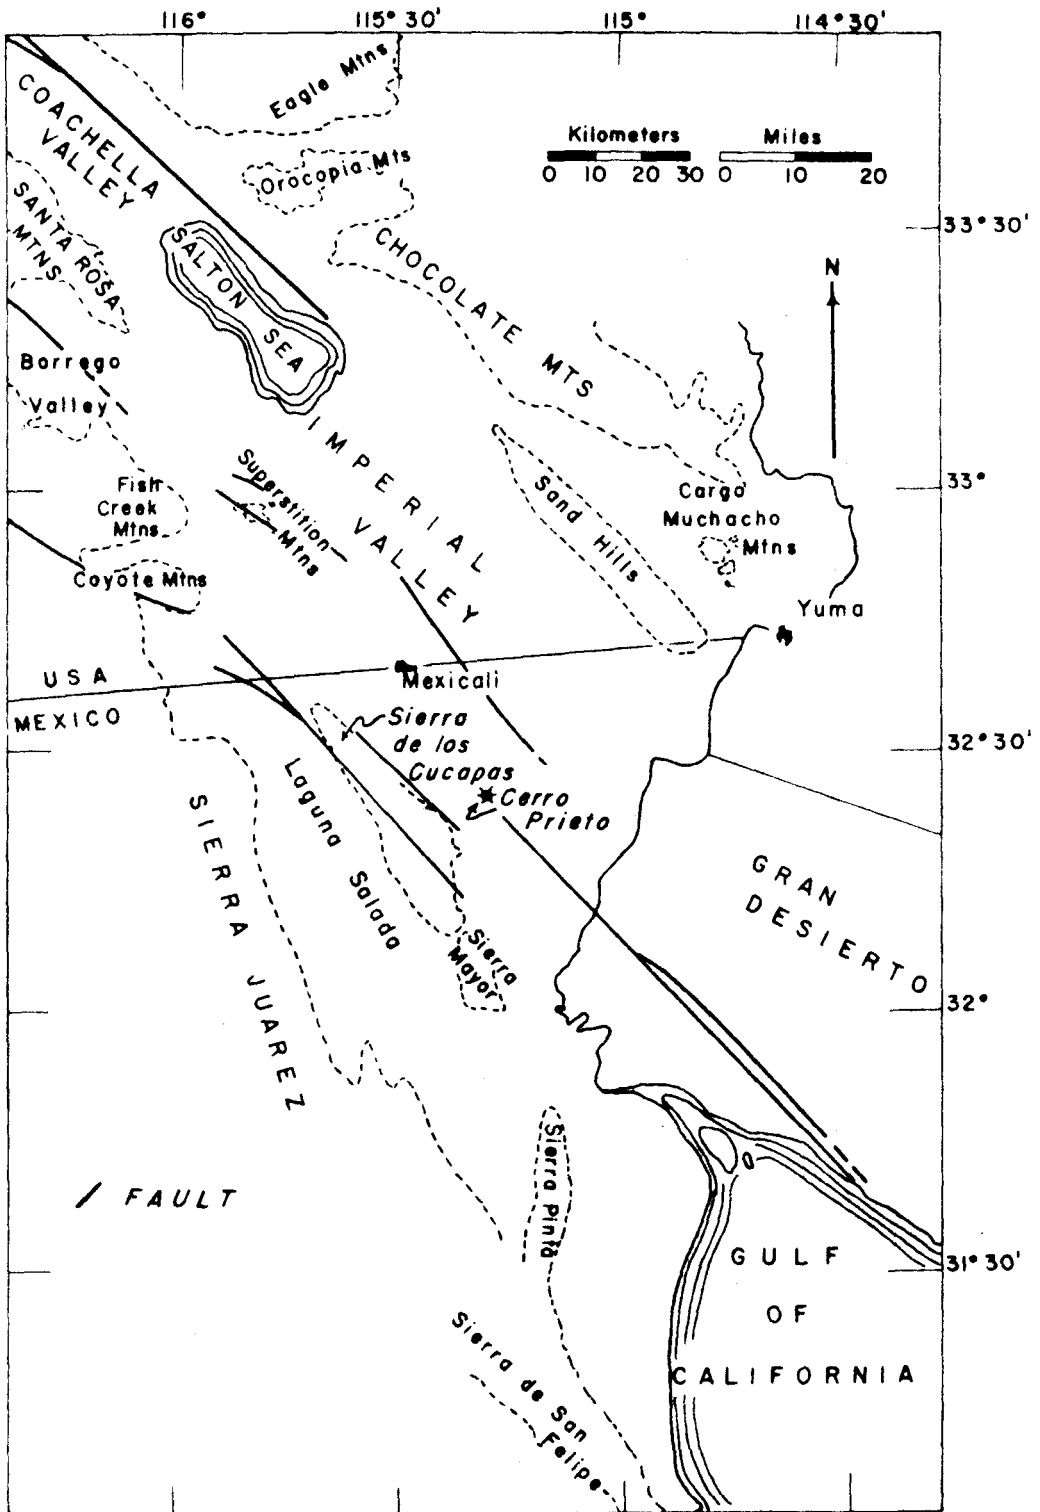 116° 115° 30' 115° 114° 30'
Eagle Mtns
COACHELLA
VALLEY
Kilometers Miles
0 10 20 30 0 10 20
Orocopia Mts
SANTA ROSA
MTNS
33° 30'
SALTON
SEA
CHOCOLATE MTS
N
Borrego
Valley
IMPERIAL
VALLEY
Superstition
Mtns
Sand Hills
33°
Fish
Creek
Mtns
Cargo
Muchacho
Mtns
Coyote Mtns
Yuma
USA
MEXICO
Mexicali
Sierra
de los
Cucapas
32° 30'
Cerro
Prieto
Laguna Salada
SIERRA JUAREZ
GRAN
DESIERTO
Sierra
Mayor
32°
Sierra Pinta
FAULT
GULF
OF
CALIFORNIA
31° 30'
Sierra de San
Felipe